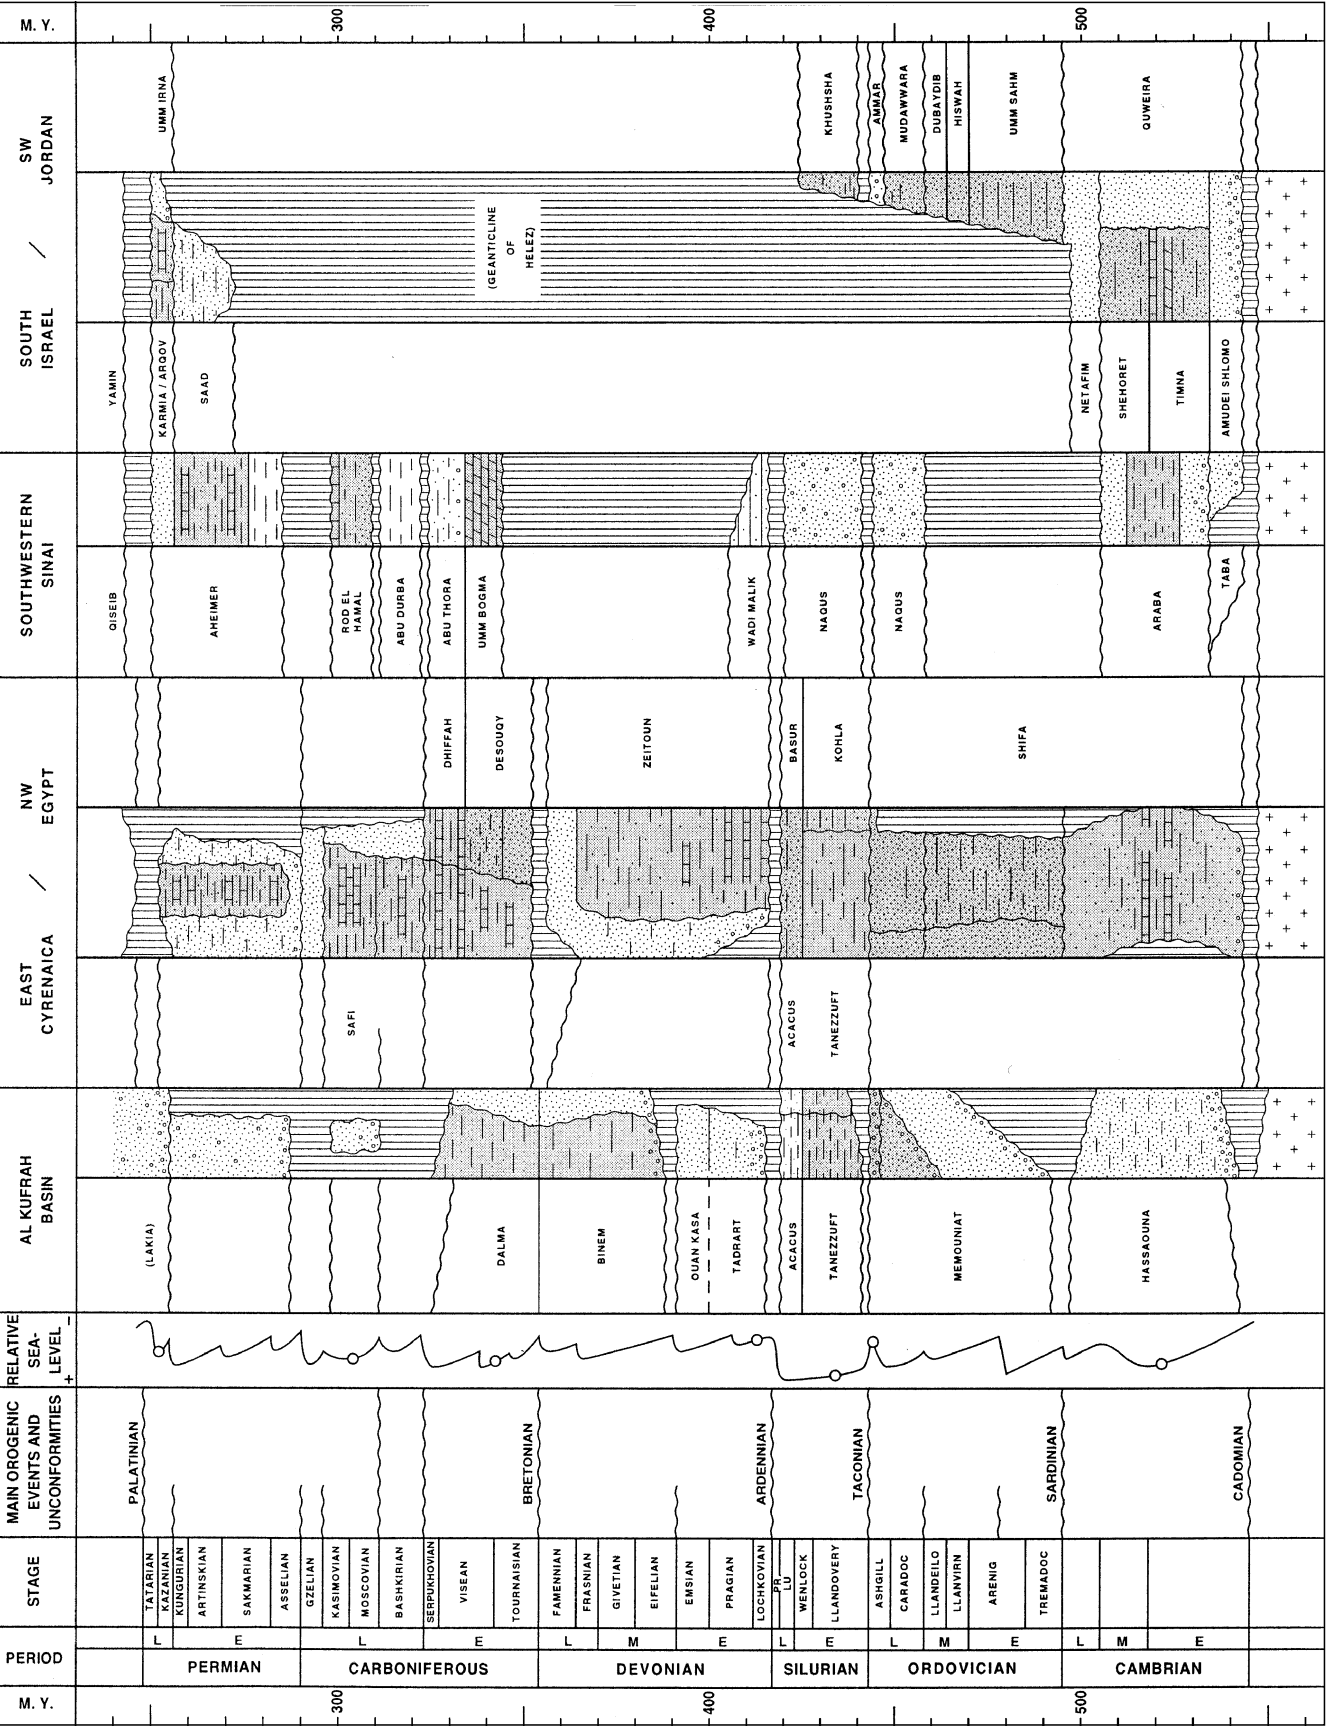 M. Y.
300
400
500
SW
JORDAN
/
SOUTH
ISRAEL
UMM IRNA
KHUSHSHA
AMMAR
MUDAWWARA
DUBAYDIB
HISWAH
UMM SAHM
QUWEIRA
(GEANTICLINE
OF
HELEZ)
YAMIN
KARMIA / ARQOV
SAAD
NETAFIM
SHEHORET
TIMNA
AMUDEI SHLOMO
SOUTHWESTERN
SINAI
QISEIB
AHEIMER
ROD EL
HAMAL
ABU DURBA
ABU THORA
UMM BOGMA
WADI MALIK
NAQUS
NAQUS
ARABA
TABA
NW
EGYPT
/
EAST
CYRENAICA
DHIFFAH
DESOUQY
ZEITOUN
BASUR
KOHLA
SHIFA
SAFI
ACACUS
TANEZZUFT
AL KUFRAH
BASIN
(LAKIA)
DALMA
BINEM
OUAN KASA
TADRART
ACACUS
TANEZZUFT
MEMOUNIAT
HASSAOUNA
RELATIVE
SEA-
LEVEL
−
+
MAIN OROGENIC
EVENTS AND
UNCONFORMITIES
PALATINIAN
BRETONIAN
ARDENNIAN
TACONIAN
SARDINIAN
CADOMIAN
STAGE
TATARIAN
KAZANIAN
KUNGURIAN
ARTINSKIAN
SAKMARIAN
ASSELIAN
GZELIAN
KASIMOVIAN
MOSCOVIAN
BASHKIRIAN
SERPUKHOVIAN
VISEAN
TOURNAISIAN
FAMENNIAN
FRASNIAN
GIVETIAN
EIFELIAN
EMSIAN
PRAGIAN
LOCHKOVIAN
PR.
LU
WENLOCK
LLANDOVERY
ASHGILL
CARADOC
LLANDEILO
LLANVIRN
ARENIG
TREMADOC
PERIOD
L E L E L M E L E L M E L M E
PERMIAN CARBONIFEROUS DEVONIAN SILURIAN ORDOVICIAN CAMBRIAN
M. Y.
300
400
500